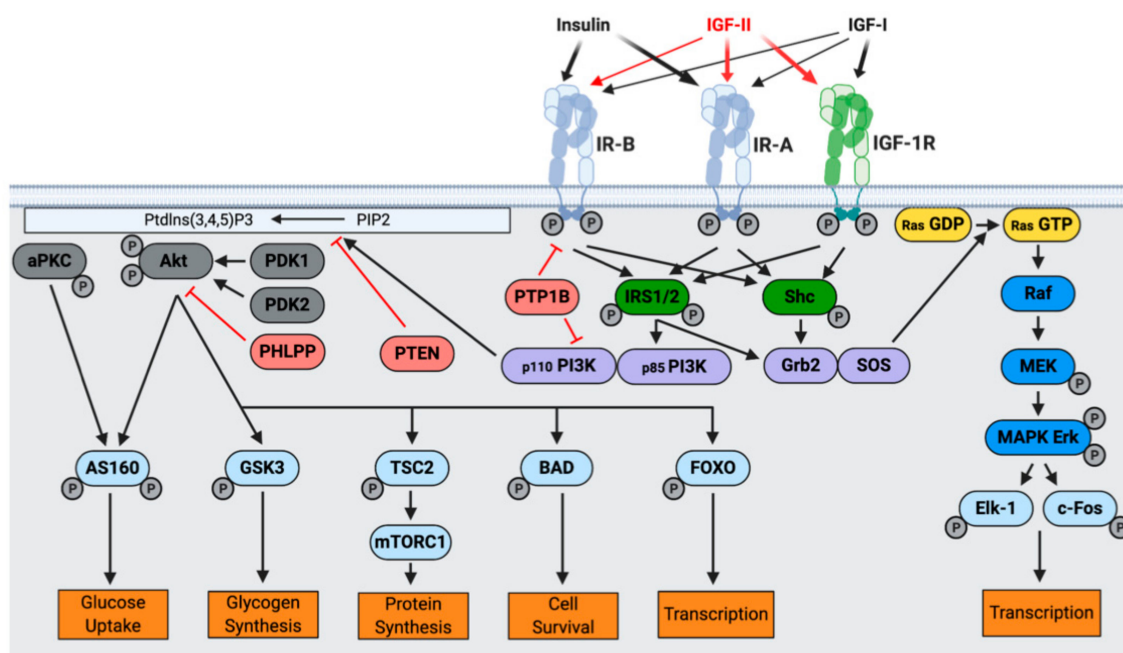 Insulin IGF-II IGF-I
IR-B IR-A IGF-1R
PtdIns(3,4,5)P3 PIP2
P P P P P P
Ras GDP Ras GTP
aPKC P
P P Akt
PDK1
PDK2
PHLPP
PTEN
PTP1B
IRS1/2 P P
Shc P
Raf
p110 PI3K p85 PI3K
Grb2 SOS
MEK P
MAPK Erk P P
AS160 P P
GSK3 P
TSC2 P
BAD P
FOXO P
Elk-1 P
c-Fos P
mTORC1
Glucose
Uptake
Glycogen
Synthesis
Protein
Synthesis
Cell
Survival
Transcription
Transcription